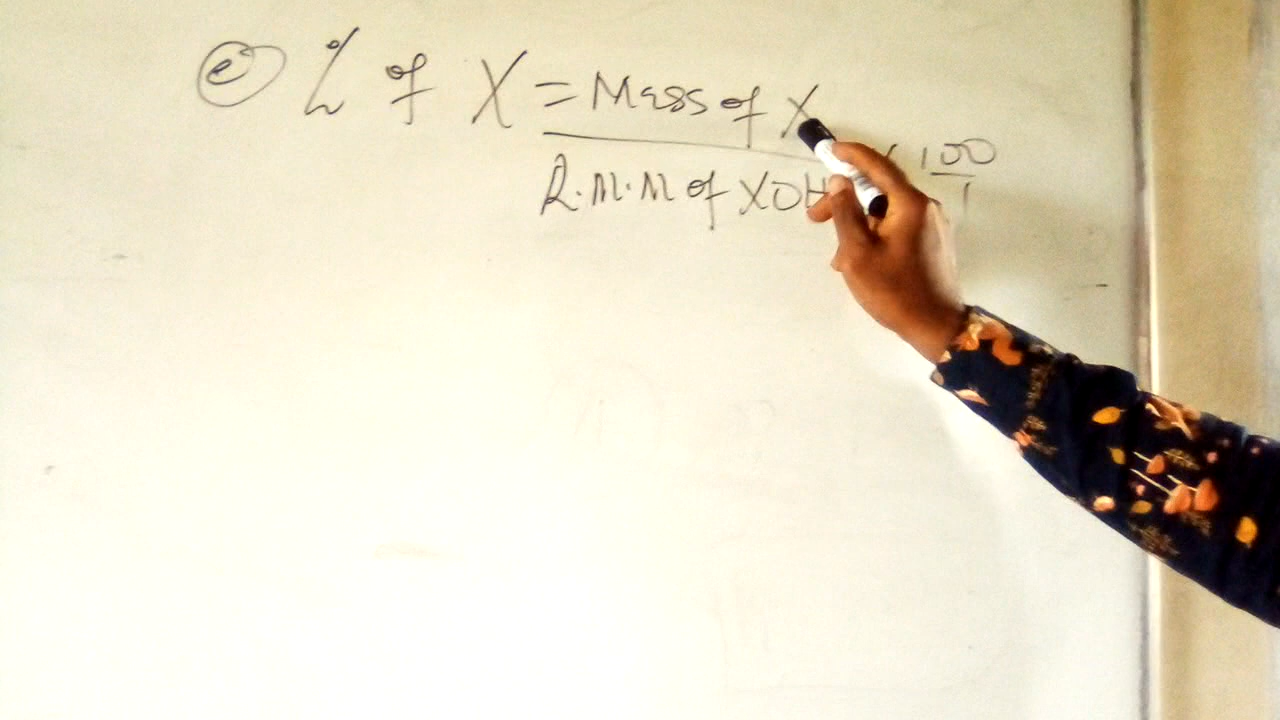 (e) % of X = Mass of X
R.M.M of XOH × 100
1